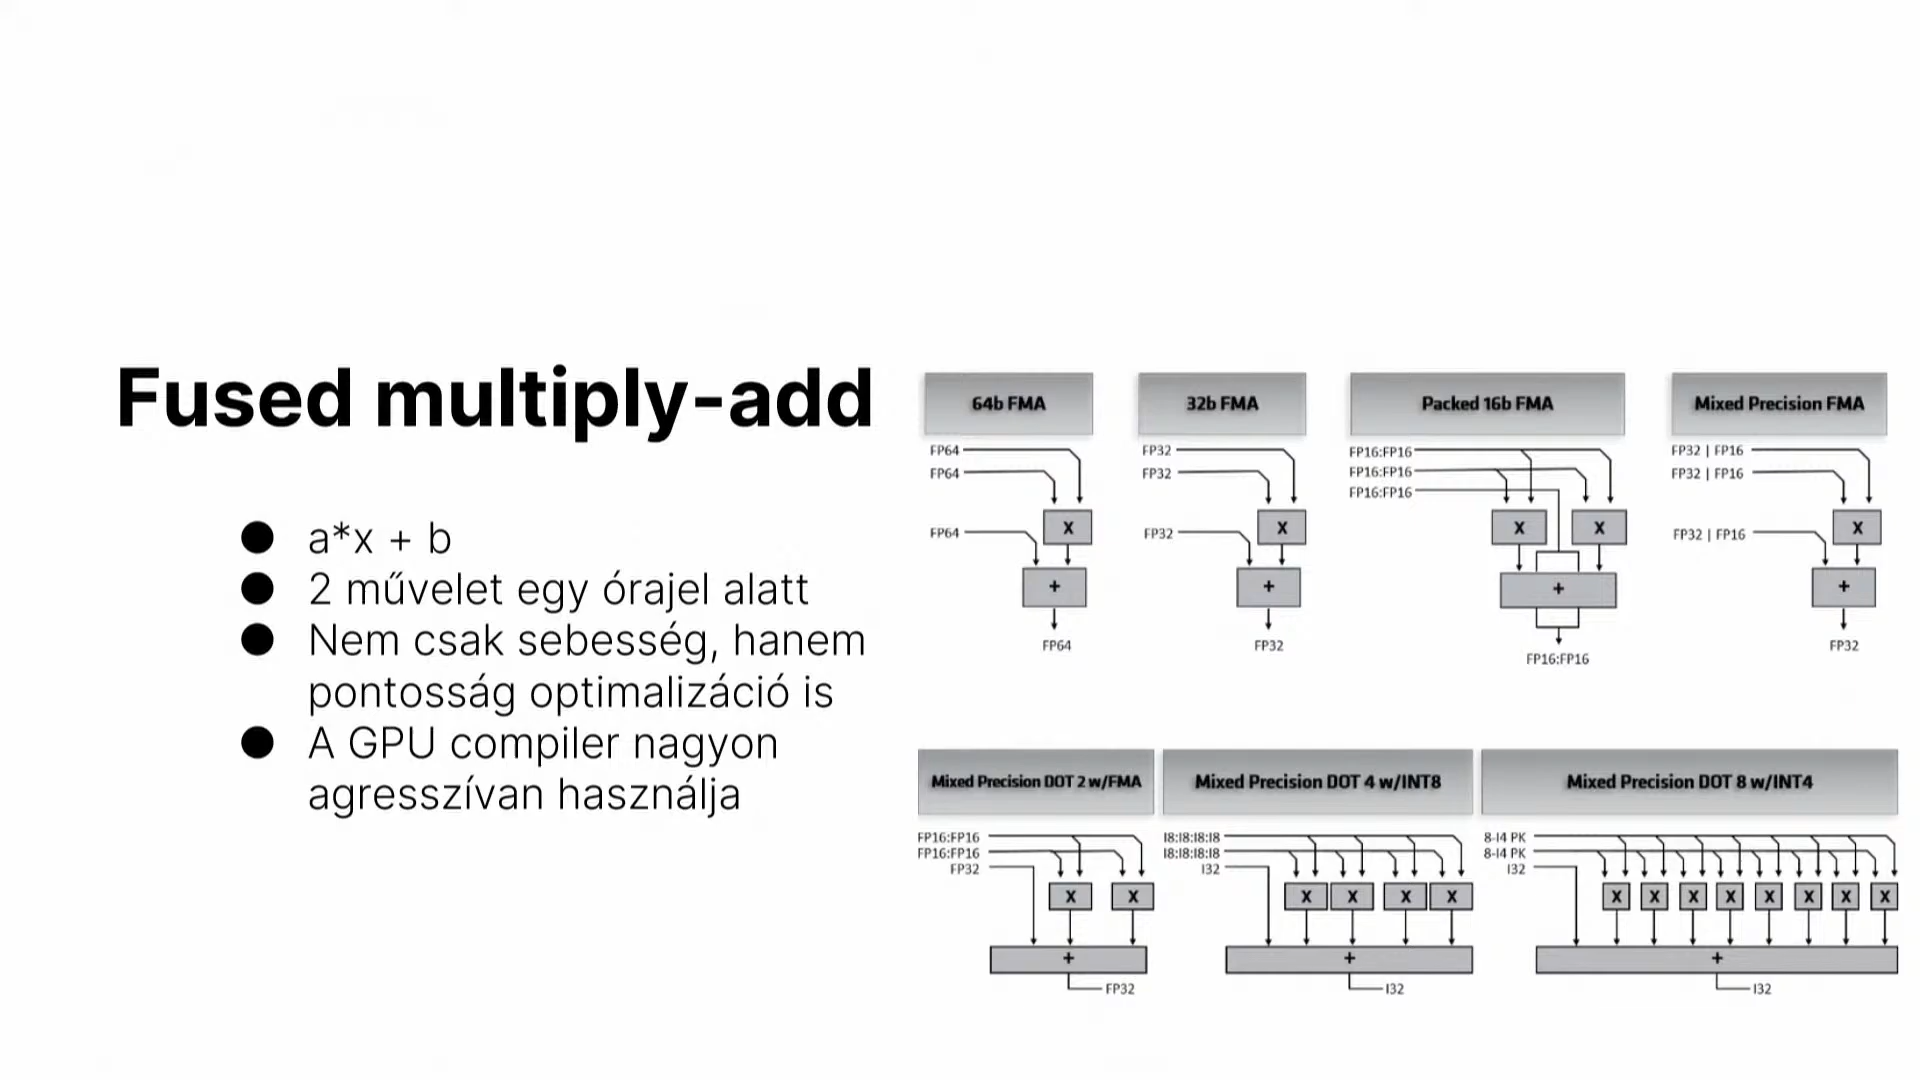 Fused multiply-add
a*x + b
2 művelet egy órajel alatt
Nem csak sebesség, hanem
pontosság optimalizáció is
A GPU compiler nagyon
agresszívan használja
64b FMA
FP64
FP64
FP64
X
+
FP64
32b FMA
FP32
FP32
FP32
X
+
FP32
Packed 16b FMA
FP16:FP16
FP16:FP16
FP16:FP16
X X
+
FP16:FP16
Mixed Precision FMA
FP32 | FP16
FP32 | FP16
FP32 | FP16
X
+
FP32
Mixed Precision DOT 2 w/FMA
FP16:FP16
FP16:FP16
FP32
X X
+
FP32
Mixed Precision DOT 4 w/INT8
I8:I8:I8:I8
I8:I8:I8:I8
I32
X X X X
+
I32
Mixed Precision DOT 8 w/INT4
8-I4 PK
8-I4 PK
I32
X X X X X X X X
+
I32